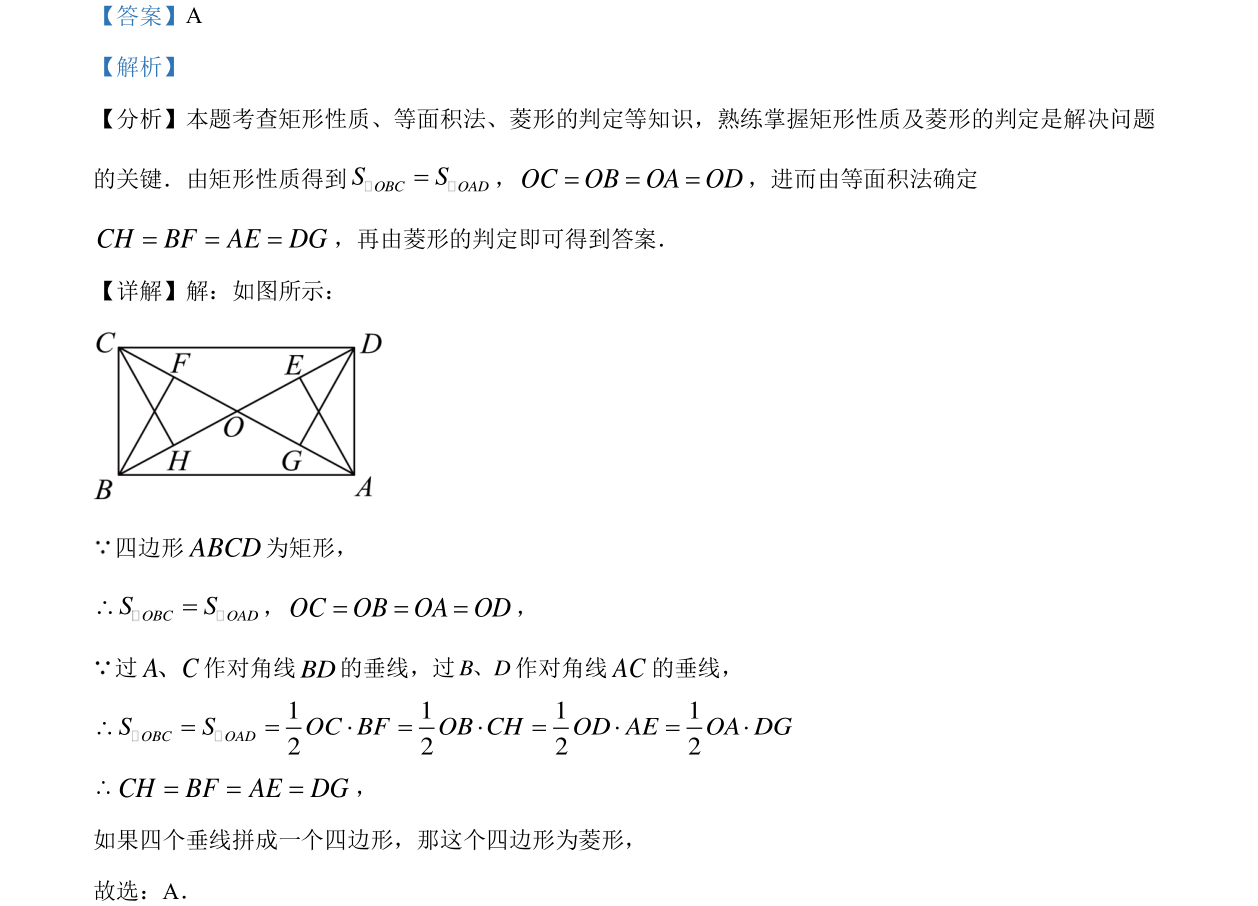 【答案】A
【解析】
【分析】本题考查矩形性质、等面积法、菱形的判定等知识，熟练掌握矩形性质及菱形的判定是解决问题
的关键．由矩形性质得到 S□OBC = S□OAD，OC = OB = OA = OD，进而由等面积法确定
CH = BF = AE = DG，再由菱形的判定即可得到答案．
【详解】解：如图所示：
C
D
F
E
O
H
G
B
A
∵四边形 ABCD 为矩形，
∴S□OBC = S□OAD，OC = OB = OA = OD，
∵过 A、C 作对角线 BD 的垂线，过 B、D 作对角线 AC 的垂线，
∴S□OBC = S□OAD = 1/2 OC·BF = 1/2 OB·CH = 1/2 OD·AE = 1/2 OA·DG
∴CH = BF = AE = DG，
如果四个垂线拼成一个四边形，那这个四边形为菱形，
故选：A．